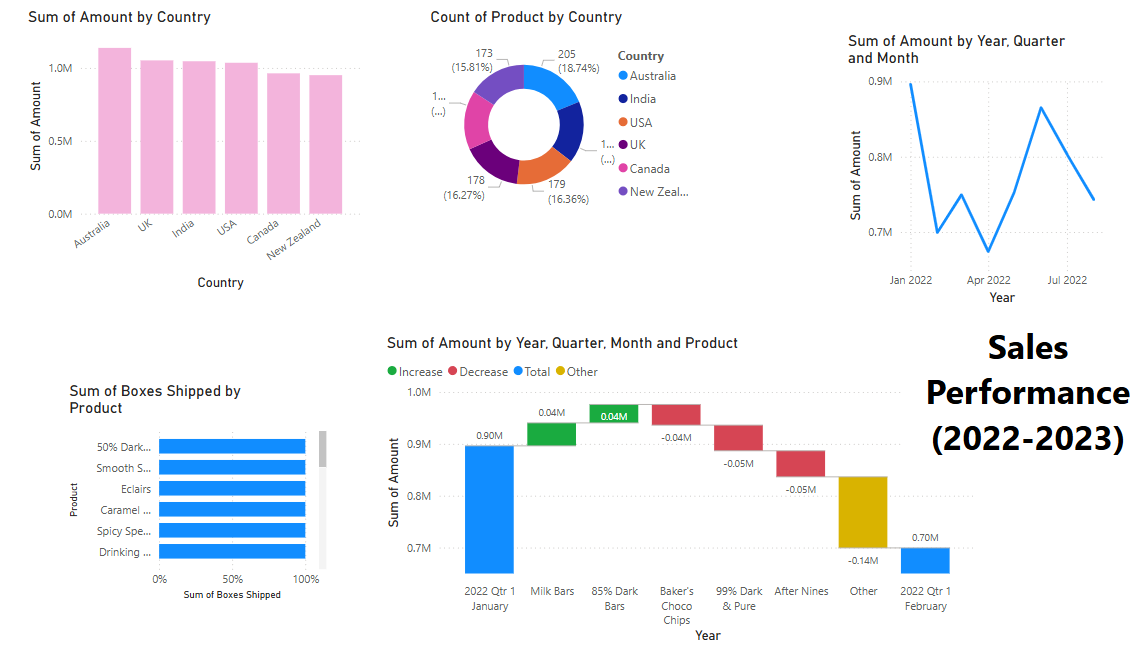 Sum of Amount by Country
Sum of Amount
1.0M
0.5M
0.0M
Australia
UK
India
USA
Canada
New Zealand
Country
Count of Product by Country
173
(15.81%)
205
(18.74%)
1...
(...)
1...
(...)
178
(16.27%)
179
(16.36%)
Country
Australia
India
USA
UK
Canada
New Zeal...
Sum of Amount by Year, Quarter
and Month
Sum of Amount
0.9M
0.8M
0.7M
Jan 2022
Apr 2022
Jul 2022
Year
Sum of Boxes Shipped by
Product
Product
50% Dark...
Smooth S...
Eclairs
Caramel ...
Spicy Spe...
Drinking ...
0%
50%
100%
Sum of Boxes Shipped
Sum of Amount by Year, Quarter, Month and Product
Increase
Decrease
Total
Other
Sum of Amount
1.0M
0.9M
0.8M
0.7M
0.90M
0.04M
0.04M
-0.04M
-0.05M
-0.05M
-0.14M
0.70M
2022 Qtr 1
January
Milk Bars
85% Dark
Bars
Baker's
Choco
Chips
99% Dark
& Pure
After Nines
Other
2022 Qtr 1
February
Year
Sales
Performance
(2022-2023)